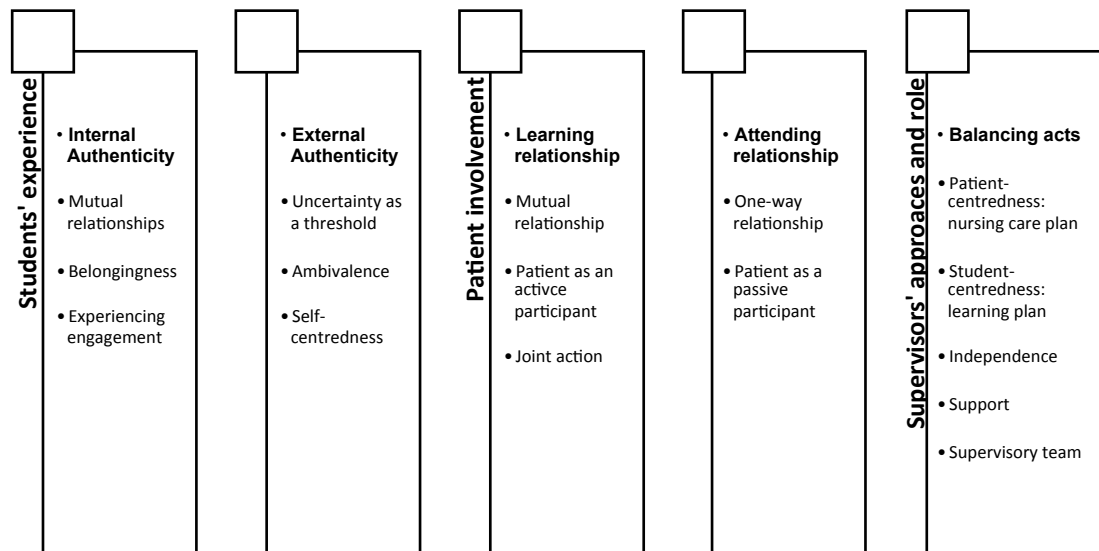 Students' experience
• Internal
Authenticity
• Mutual
relationships
• Belongingness
• Experiencing
engagement
• External
Authenticity
• Uncertainty as
a threshold
• Ambivalence
• Self-
centredness
Patient involvement
• Learning
relationship
• Mutual
relationship
• Patient as an
activce
participant
• Joint action
• Attending
relationship
• One-way
relationship
• Patient as a
passive
participant
Supervisors' approaces and role
• Balancing acts
• Patient-
centredness:
nursing care plan
• Student-
centredness:
learning plan
• Independence
• Support
• Supervisory team